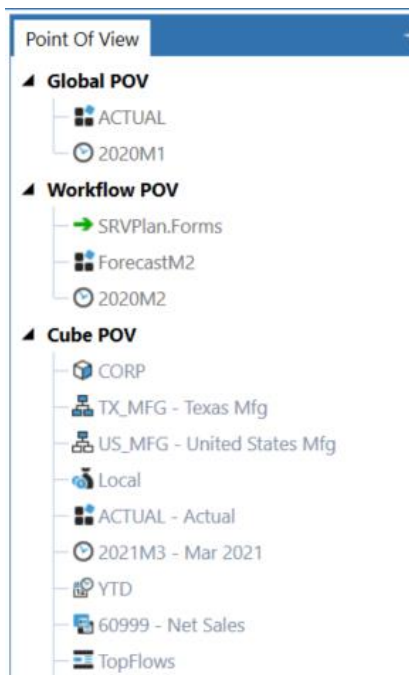 Point Of View
Global POV
ACTUAL
2020M1
Workflow POV
SRVPlan.Forms
ForecastM2
2020M2
Cube POV
CORP
TX_MFG - Texas Mfg
US_MFG - United States Mfg
Local
ACTUAL - Actual
2021M3 - Mar 2021
YTD
60999 - Net Sales
TopFlows